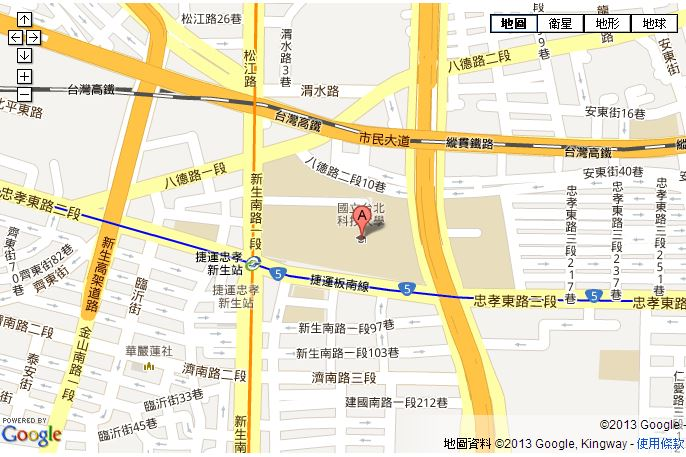 松江路26巷
渭水路3巷
松江路
地圖
衛星
地形
地球
台灣高鐵
渭水路
八德路二段
安東街
安東街16巷
台灣高鐵
市民大道
縱貫鐵路
台灣高鐵
北平東路
八德路二段10巷
安東街40巷
八德路一段
忠孝東路二段
新生南路一段
國立台北
A
捷運忠孝
新生站
捷運忠孝
新生站
齊東街82巷
臨沂街
新生高架道路
5
捷運板南線
5
忠孝東路三段
5
忠孝東路三段217巷
忠孝東路三段237巷
忠孝東路三段251巷
新生南路一段97巷
新生南路一段103巷
濟南路二段
華嚴蓮社
泰安街
金山南路一段
濟南路二段
濟南路三段
臨沂街33巷
臨沂街45巷
建國南路一段212巷
POWERED BY
Google
©2013 Google -
地圖資料 ©2013 Google, Kingway - 使用條款